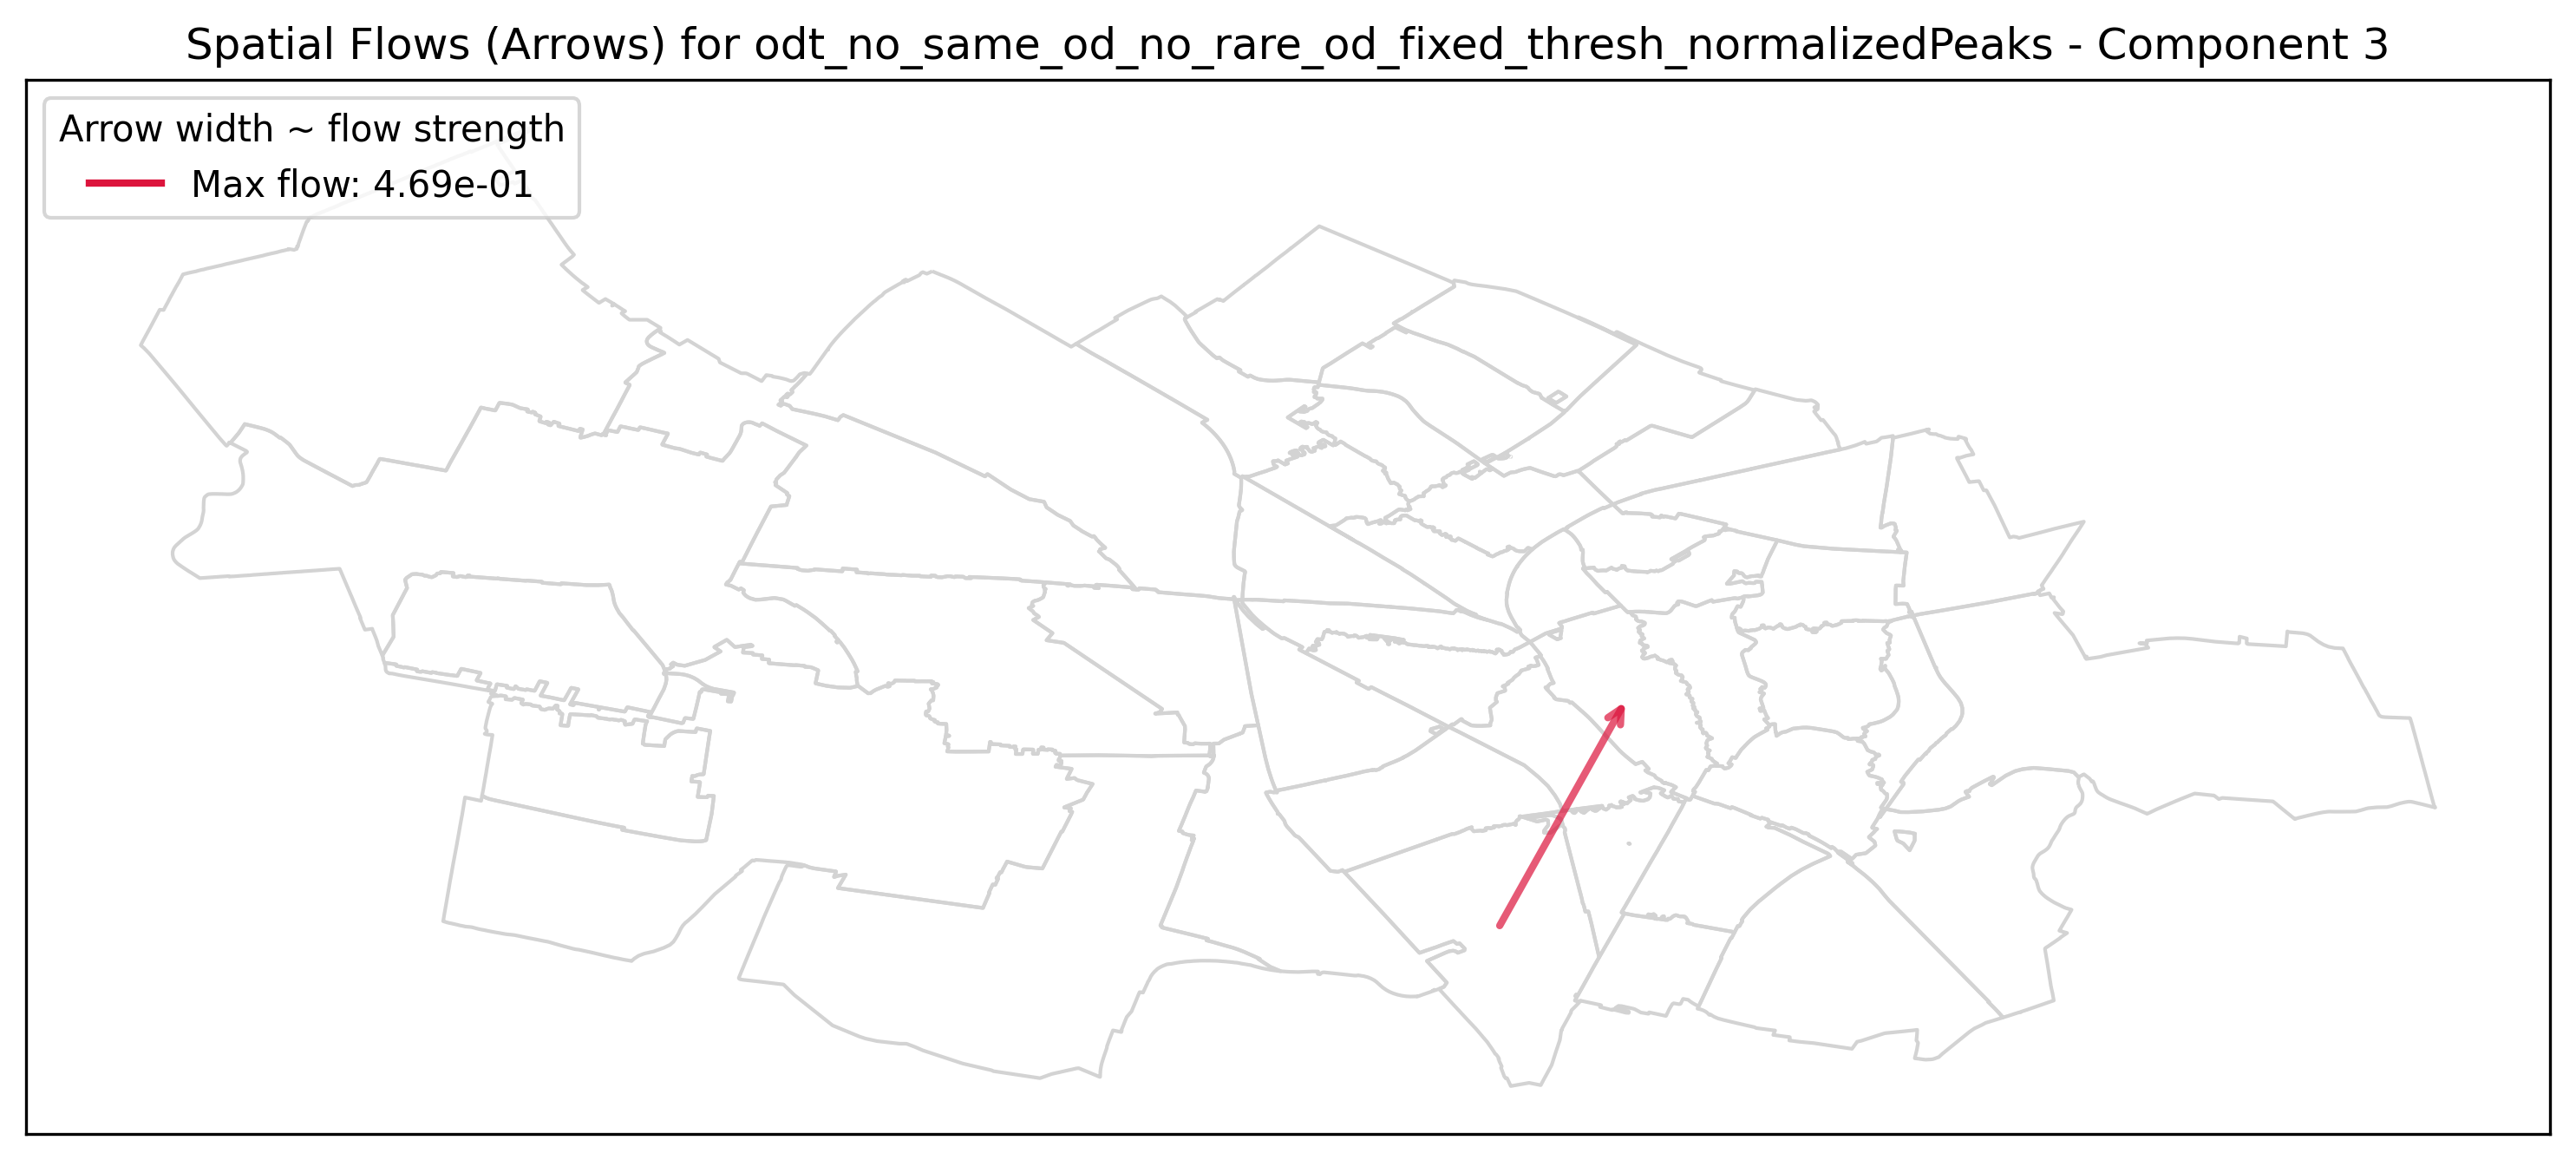 Spatial Flows (Arrows) for odt_no_same_od_no_rare_od_fixed_thresh_normalizedPeaks - Component 3
Arrow width ~ flow strength
Max flow: 4.69e-01